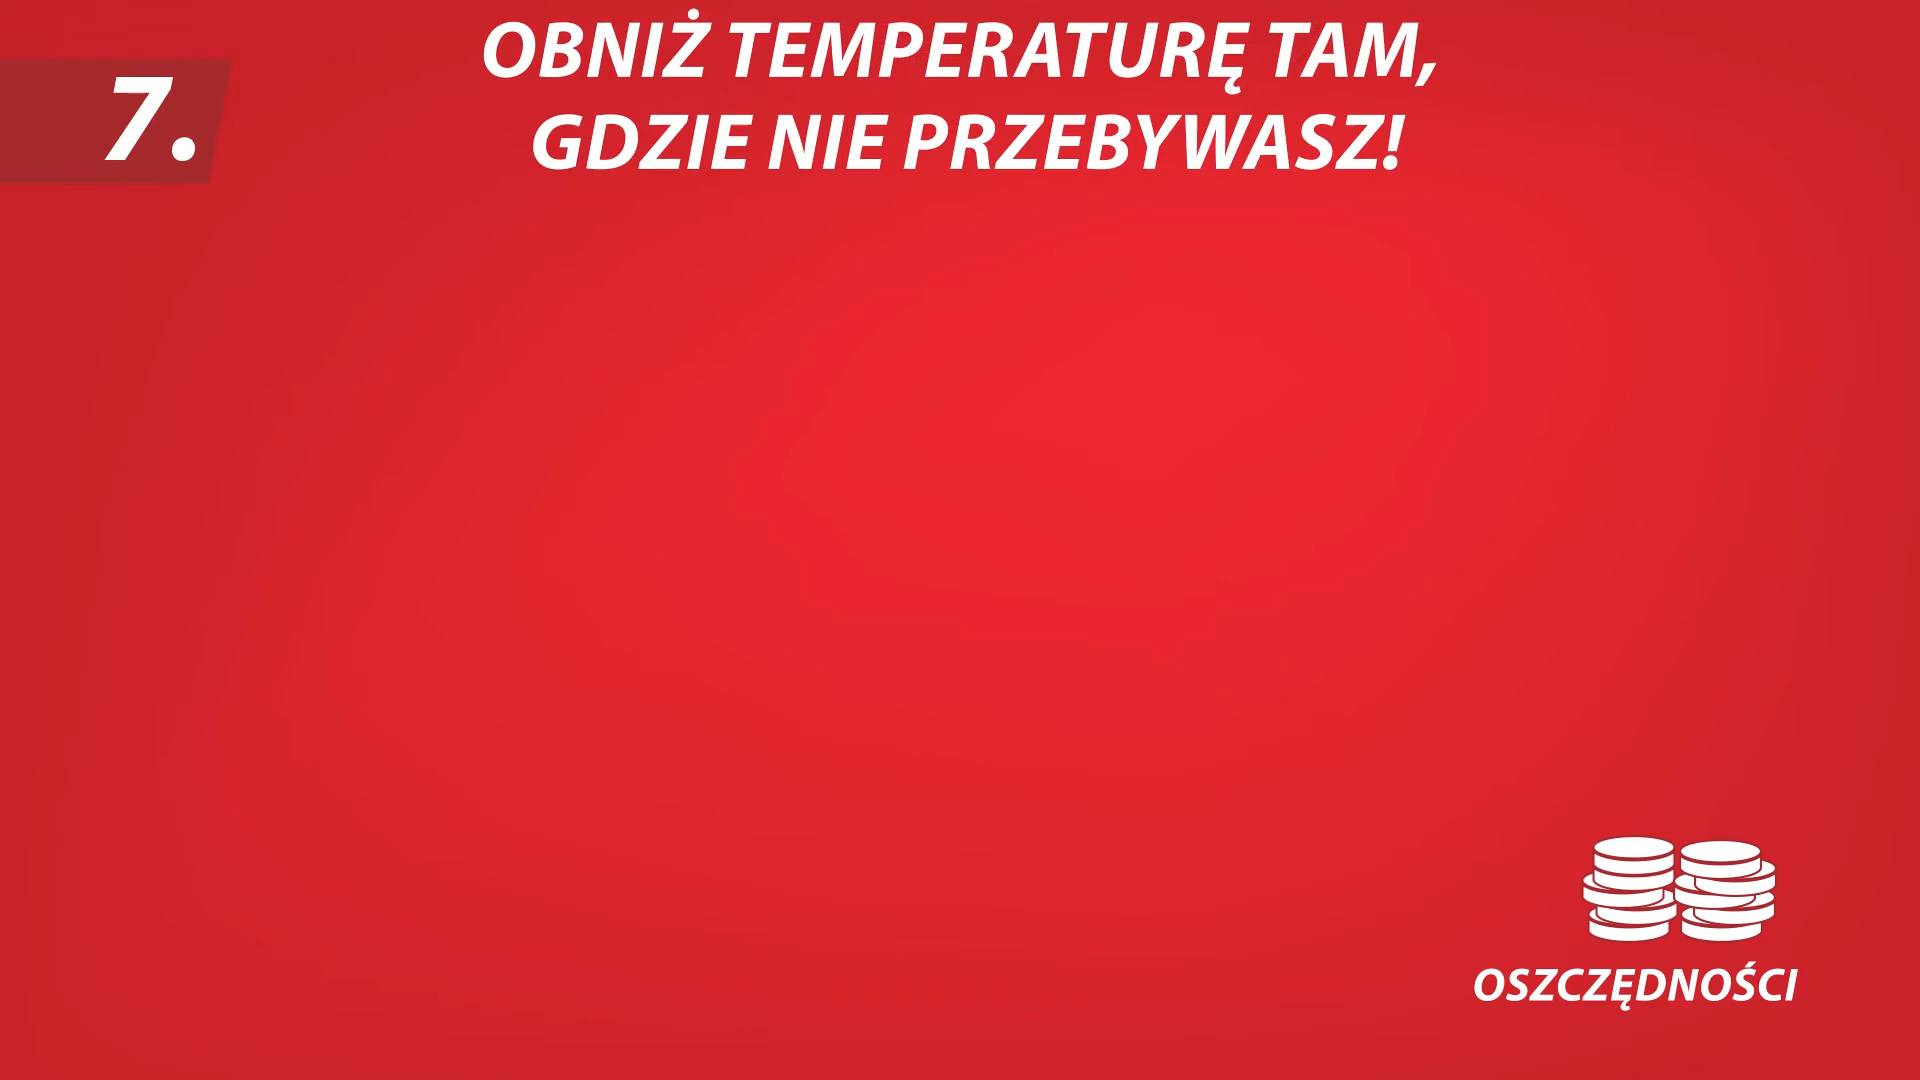 7.
OBNIŻ TEMPERATURĘ TAM,
GDZIE NIE PRZEBYWASZ!
OSZCZĘDNOŚCI